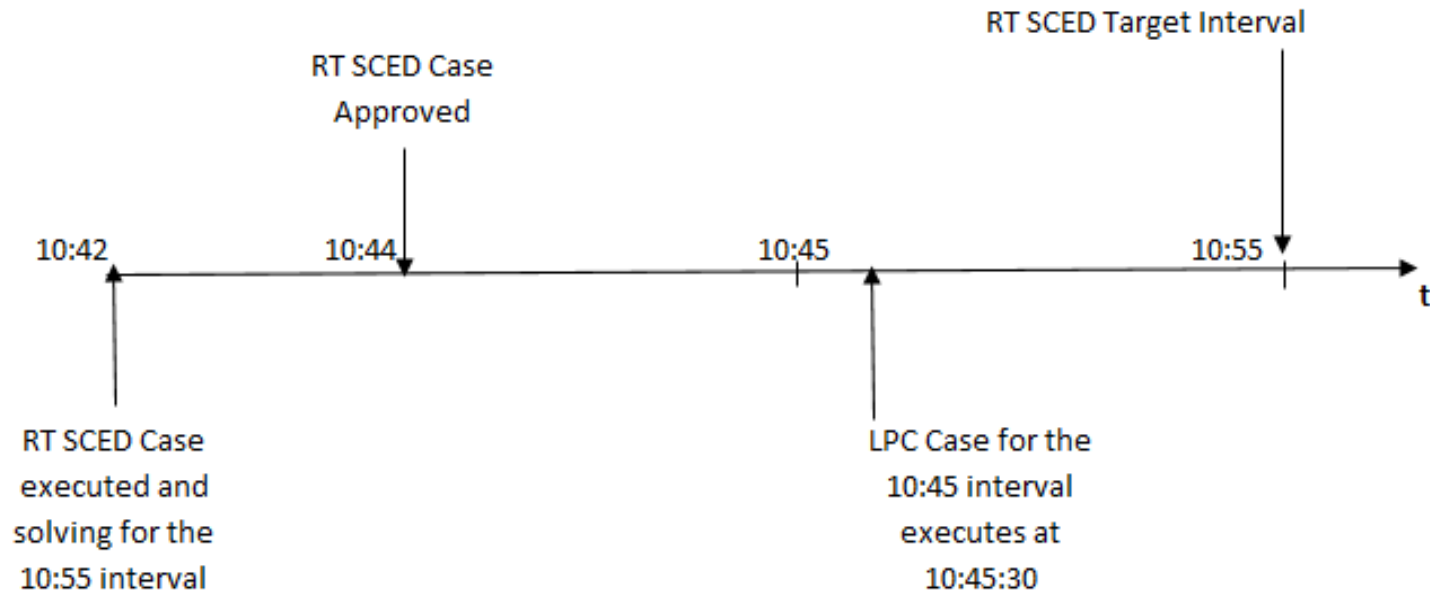 RT SCED Target Interval
RT SCED Case
Approved
10:42
10:44
10:45
10:55
t
RT SCED Case
executed and
solving for the
10:55 interval
LPC Case for the
10:45 interval
executes at
10:45:30